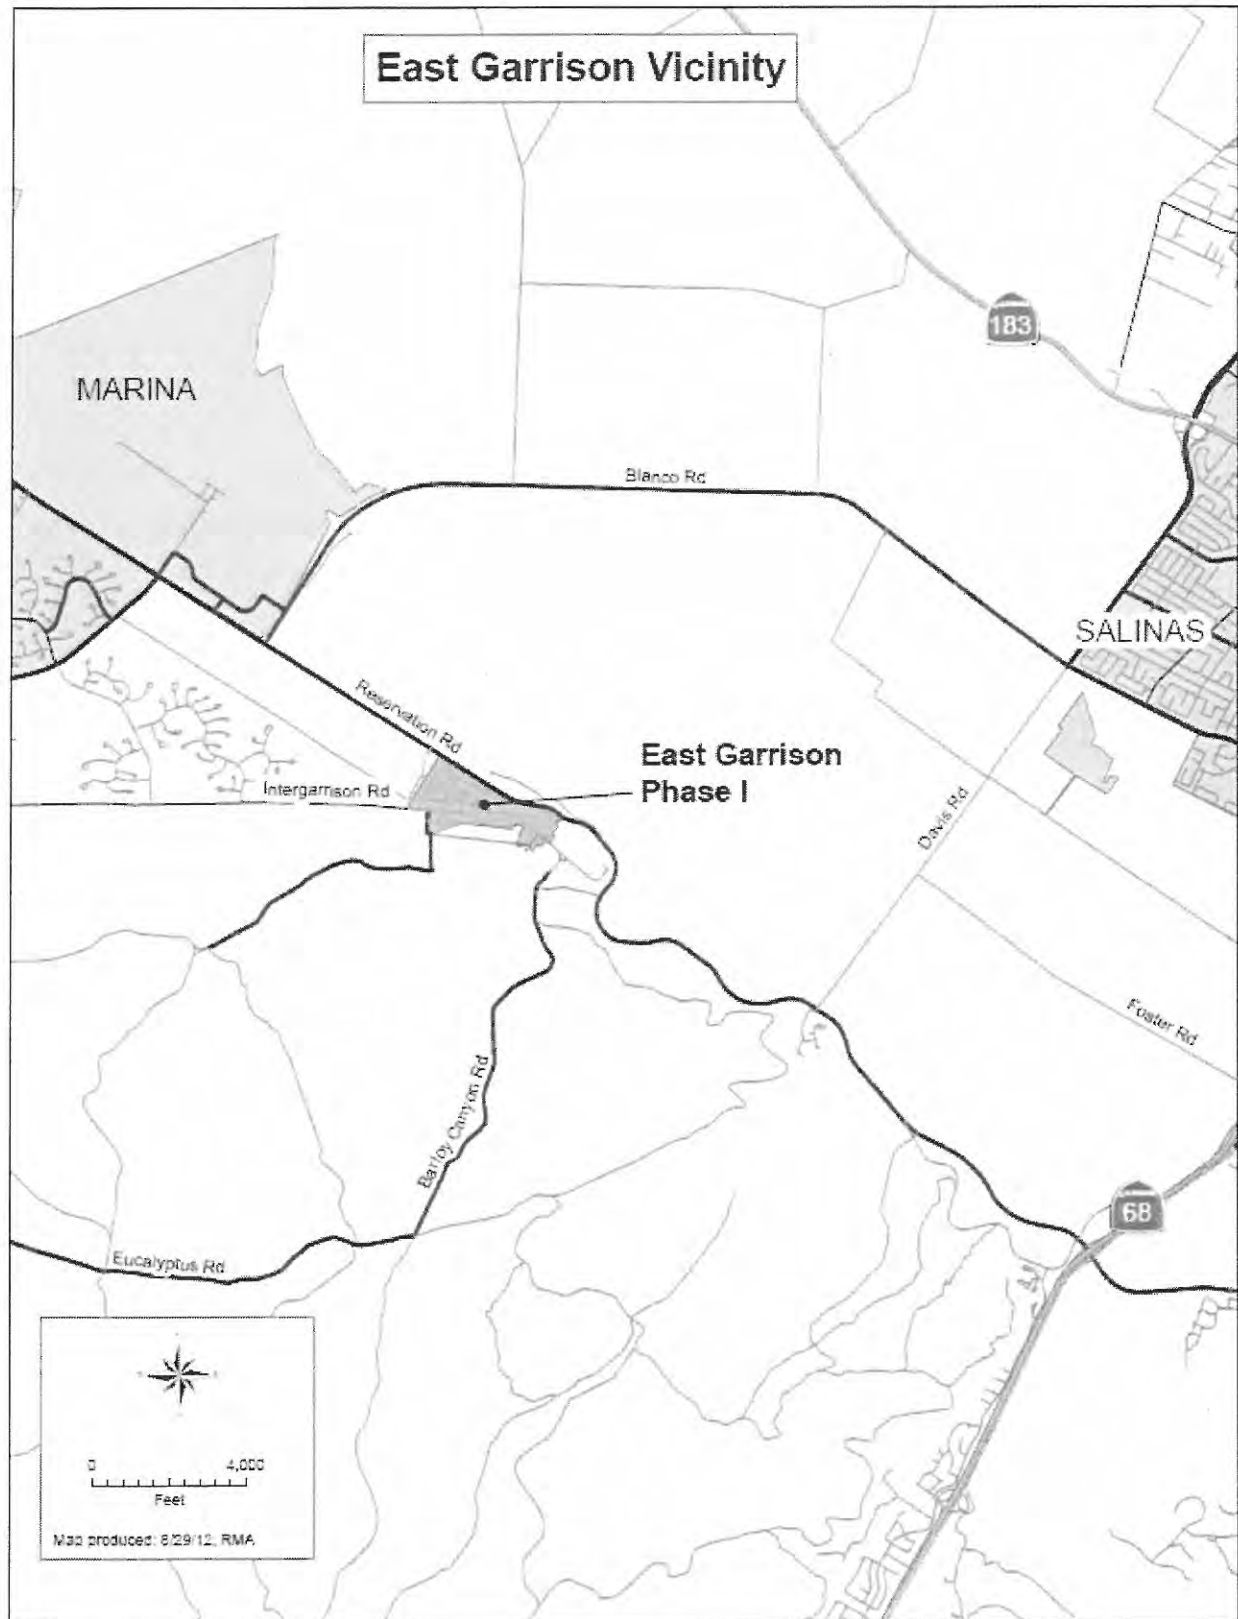 East Garrison Vicinity
183
MARINA
Blanco Rd
SALINAS
Reservation Rd
East Garrison
Phase I
Intergarrison Rd
Davis Rd
Foster Rd
Barloy Canyon Rd
68
Eucalyptus Rd
0 4,000
Feet
Map produced: 8/29/12, RMA